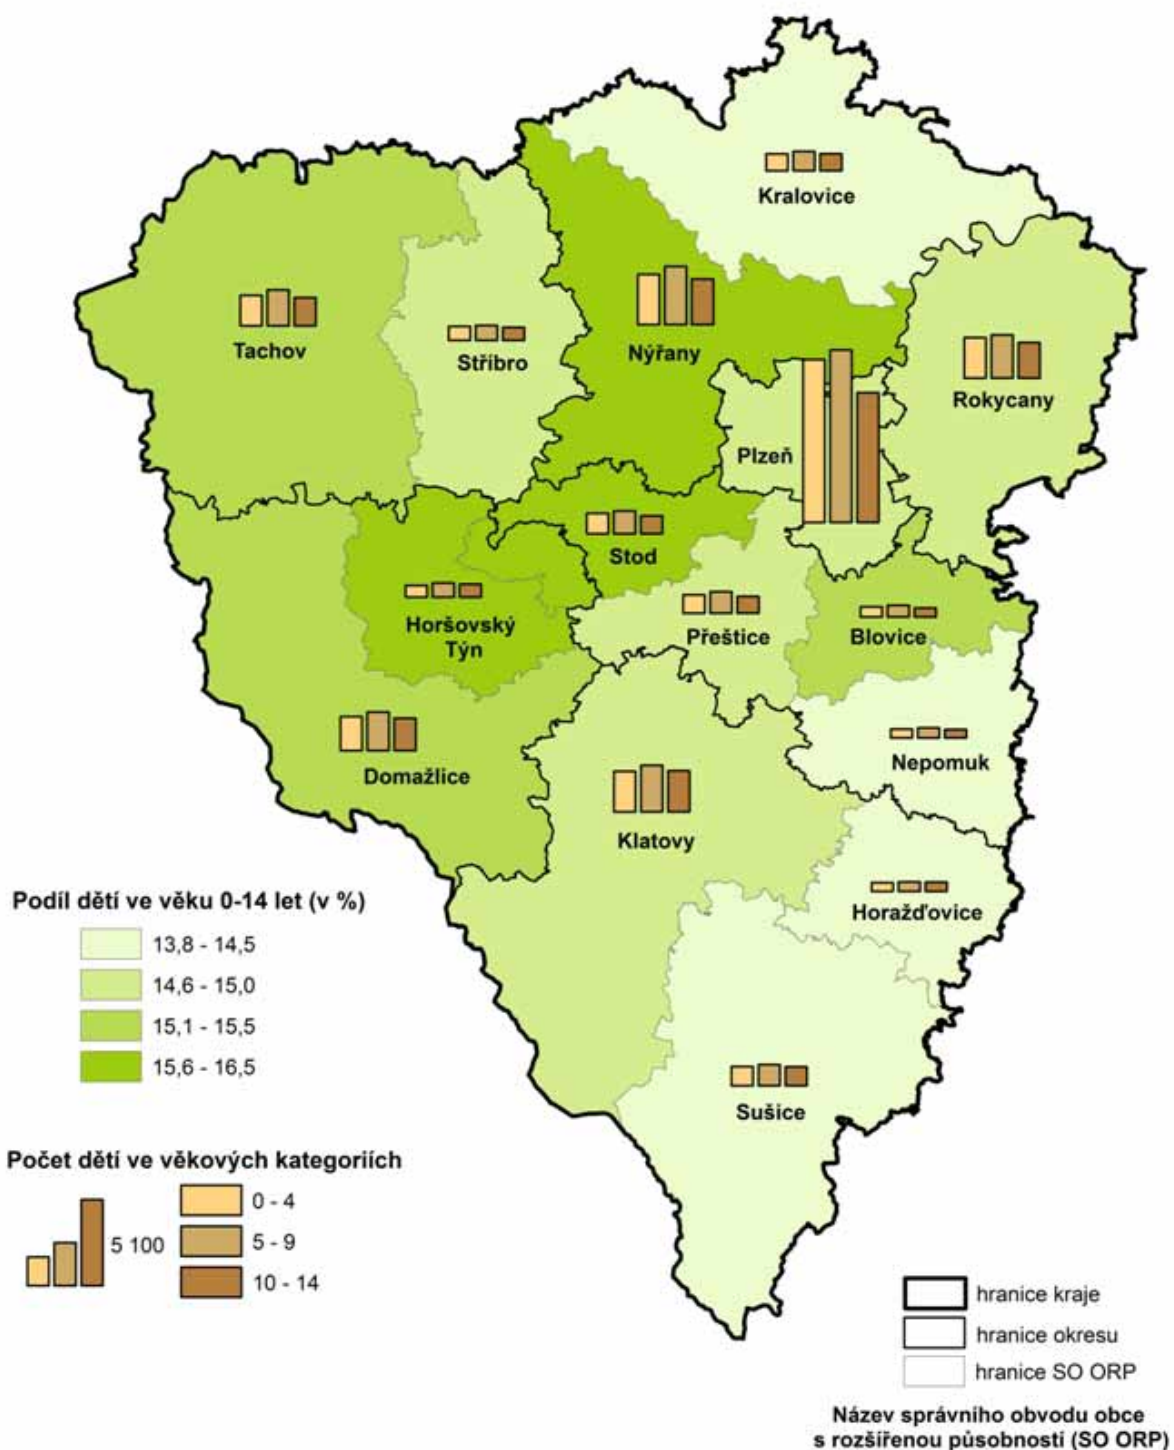 Kralovice
Tachov
Stříbro
Nýřany
Rokycany
Plzeň
Stod
Horšovský
Týn
Přeštice
Blovice
Domažlice
Nepomuk
Klatovy
Horažďovice
Sušice
Podíl dětí ve věku 0-14 let (v %)
13,8 - 14,5
14,6 - 15,0
15,1 - 15,5
15,6 - 16,5
Počet dětí ve věkových kategoriích
5 100
0 - 4
5 - 9
10 - 14
hranice kraje
hranice okresu
hranice SO ORP
Název správního obvodu obce
s rozšířenou působností (SO ORP)